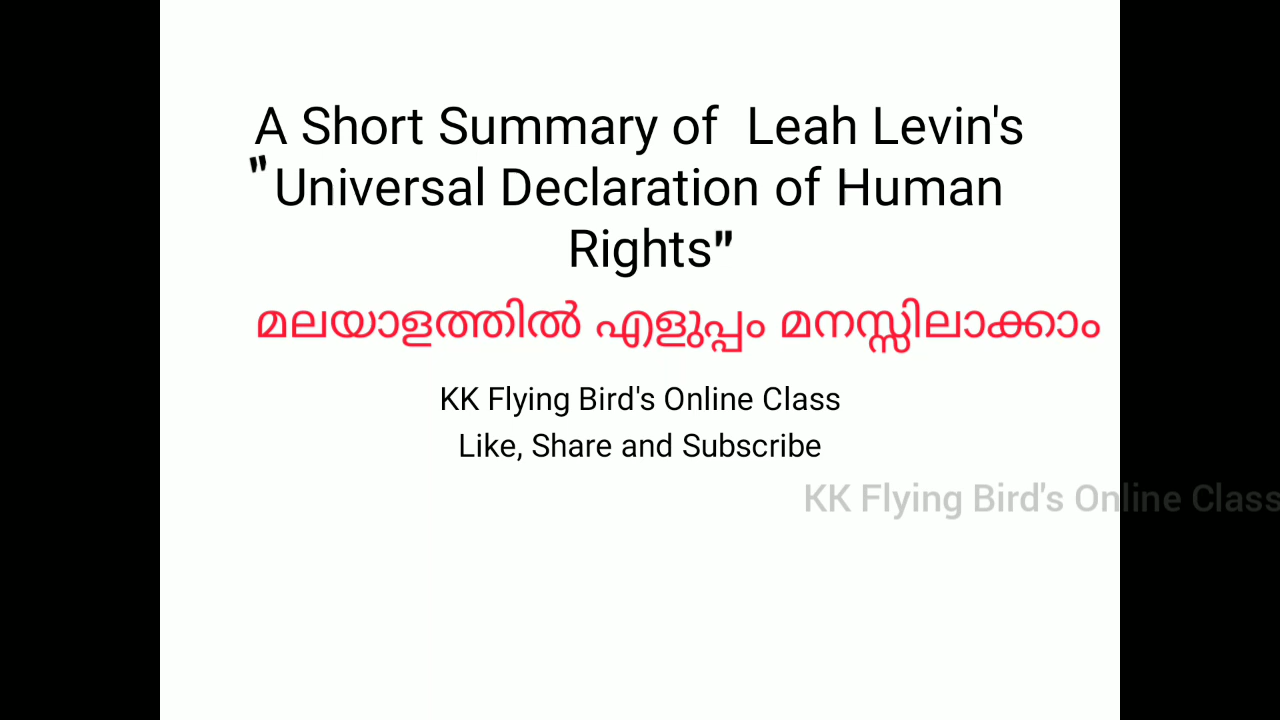 A Short Summary of Leah Levin's
"Universal Declaration of Human
Rights"
മലയാളത്തിൽ എളുപ്പം മനസ്സിലാക്കാം
KK Flying Bird's Online Class
Like, Share and Subscribe
KK Flying Bird's Online Class